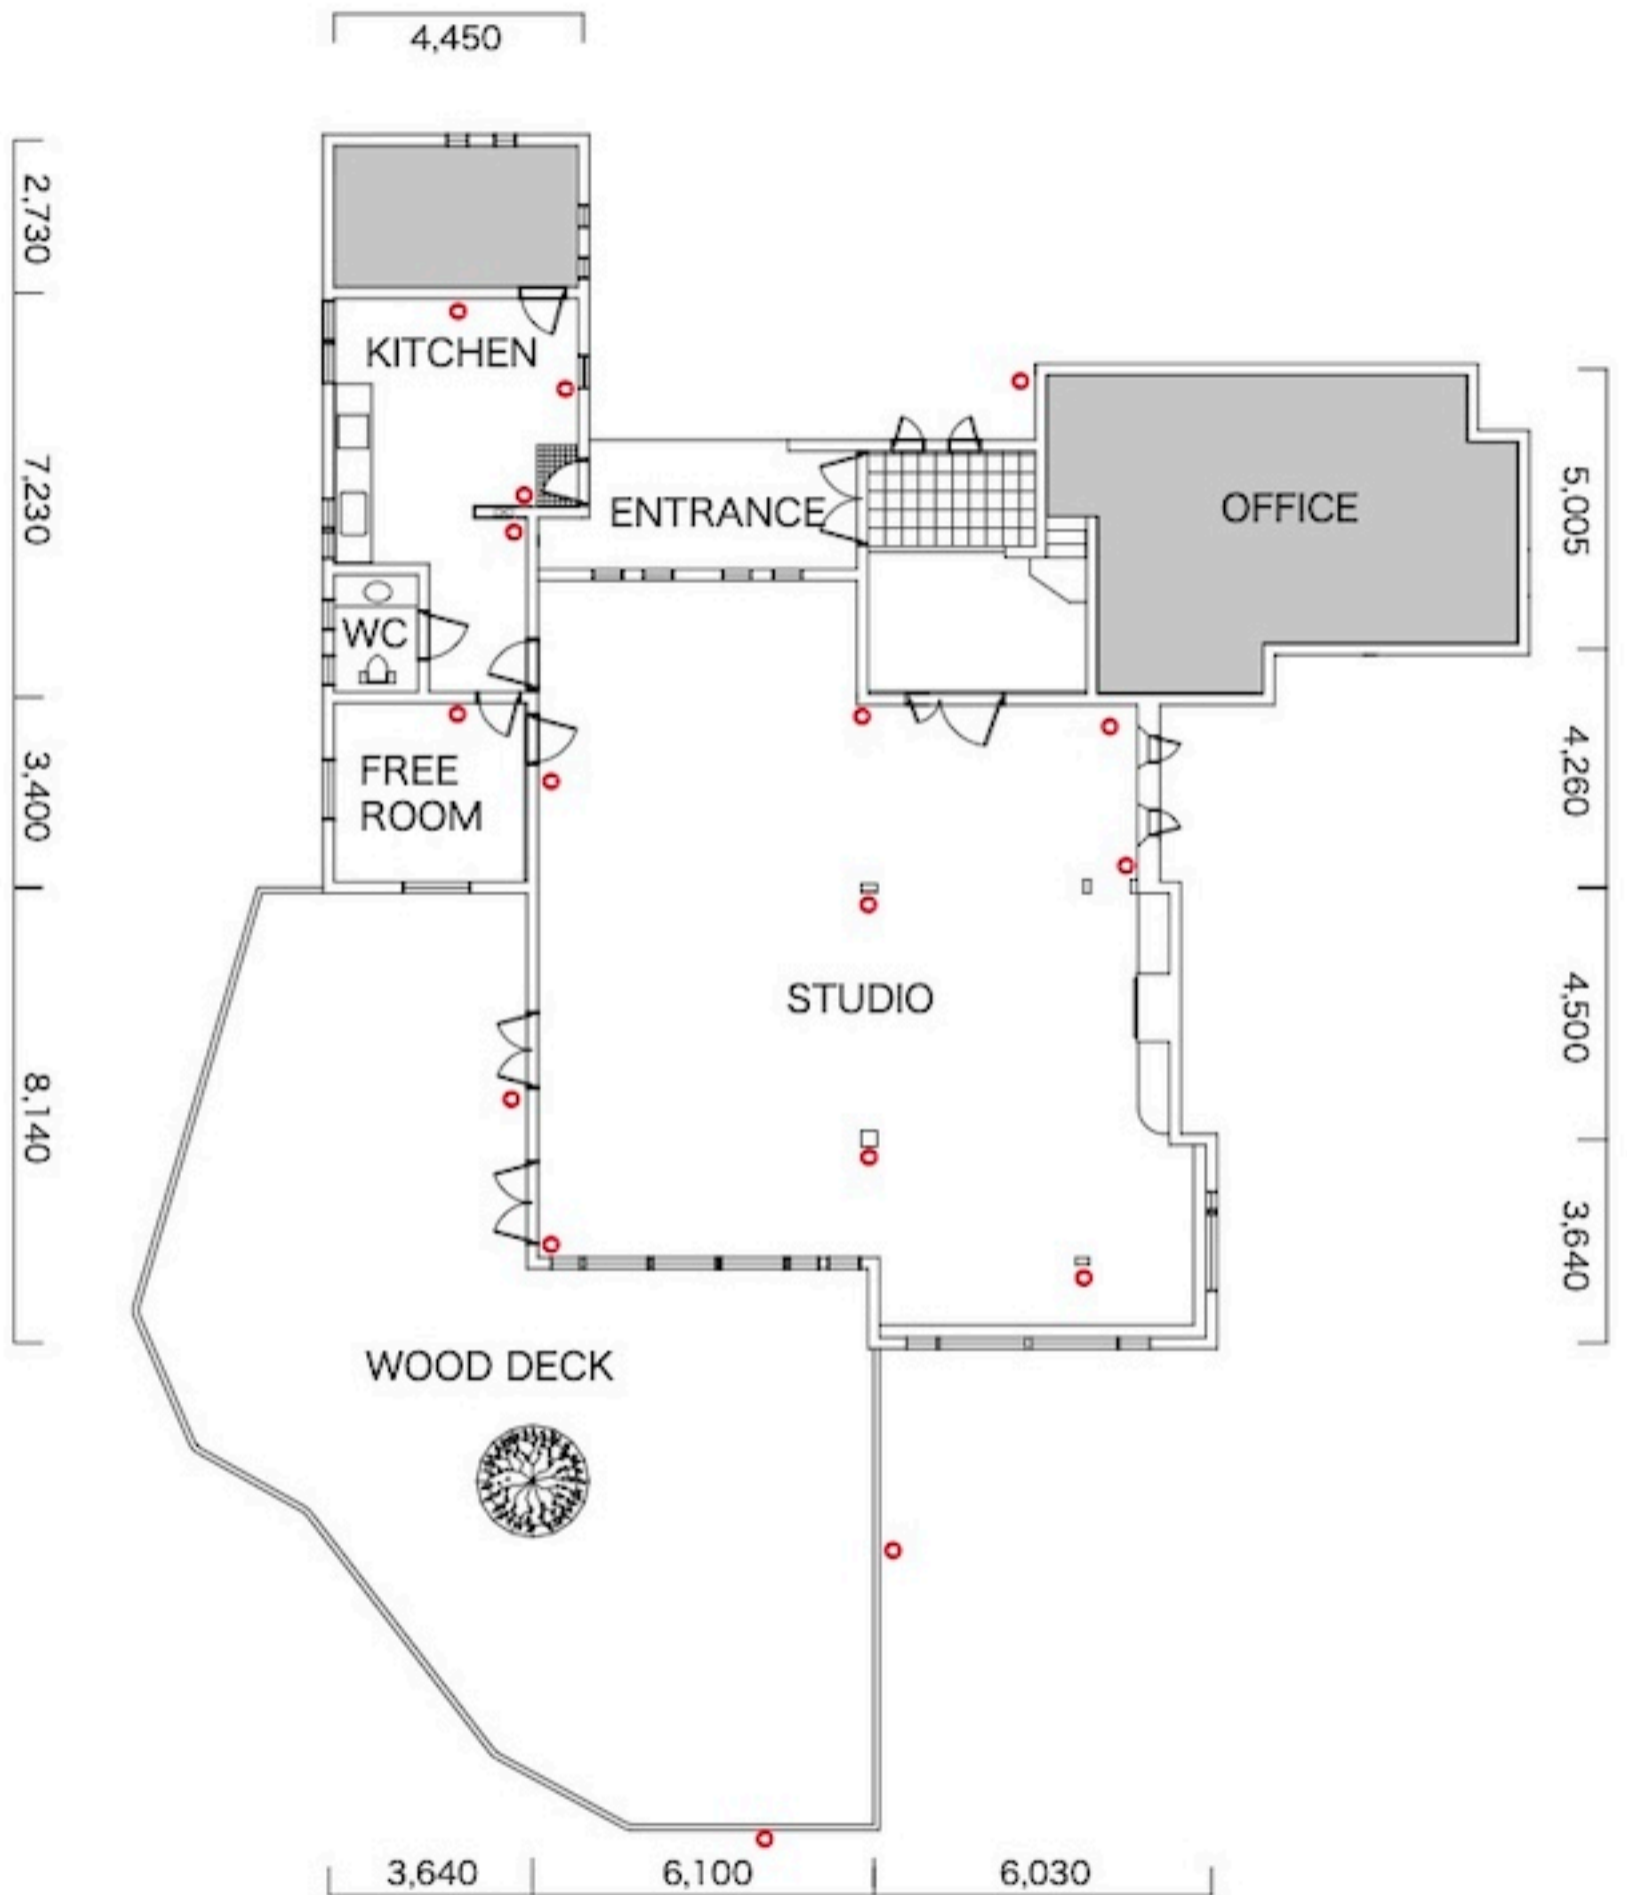 4,450
2,730
KITCHEN
7,230
ENTRANCE
OFFICE
5,005
WC
FREE
ROOM
3,400
4,260
STUDIO
4,500
8,140
3,640
WOOD DECK
3,640
6,100
6,030